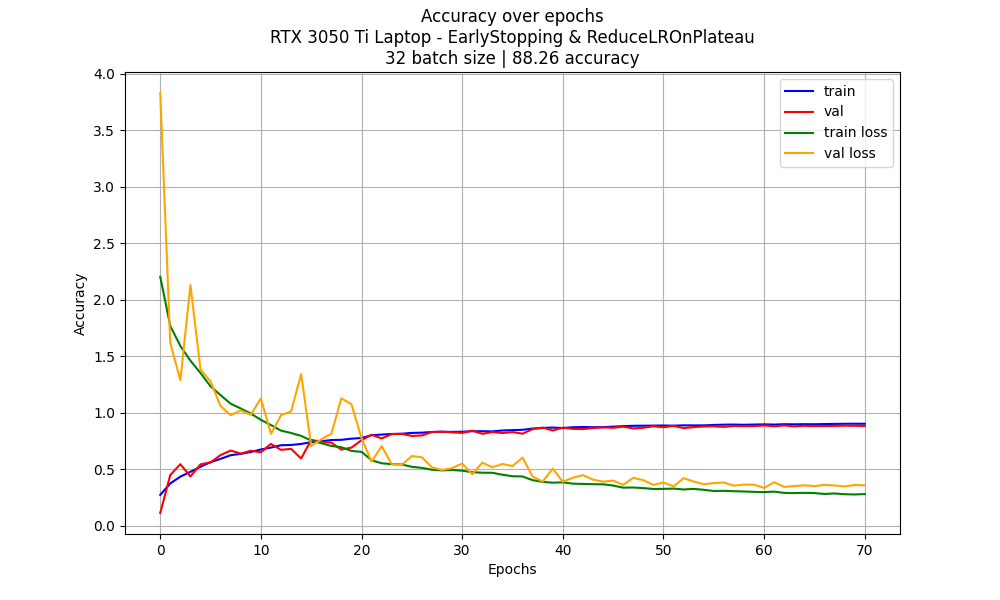 Accuracy over epochs
RTX 3050 Ti Laptop - EarlyStopping & ReduceLROnPlateau
32 batch size | 88.26 accuracy
train
val
train loss
val loss
Accuracy
4.0
3.5
3.0
2.5
2.0
1.5
1.0
0.5
0.0
0 10 20 30 40 50 60 70
Epochs